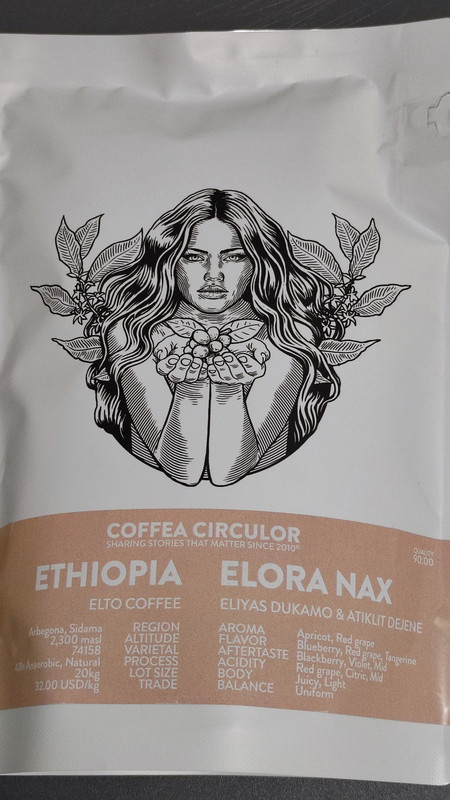 COFFEA CIRCULOR
SHARING STORIES THAT MATTER SINCE 2010®
QUALITY
90.00
ETHIOPIA
ELORA NAX
ELTO COFFEE
ELIYAS DUKAMO & ATIKLIT DEJENE
Arbegona, Sidama REGION
2,300 masl ALTITUDE
74158 VARIETAL
Anaerobic, Natural PROCESS
20kg LOT SIZE
32.00 USD/kg TRADE
AROMA Apricot, Red grape
FLAVOR Blueberry, Red grape, Tangerine
AFTERTASTE Blackberry, Violet, Mid
ACIDITY Red grape, Citric, Mid
BODY Juicy, Light
BALANCE Uniform